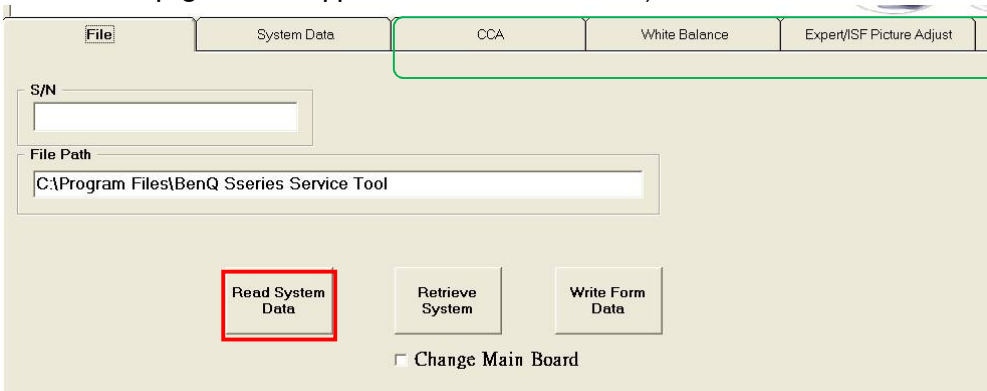 File System Data CCA White Balance Expert/ISF Picture Adjust
S/N
File Path
C:\Program Files\BenQ Sseries Service Tool
Read System Retrieve Write Form
Data System Data
Change Main Board